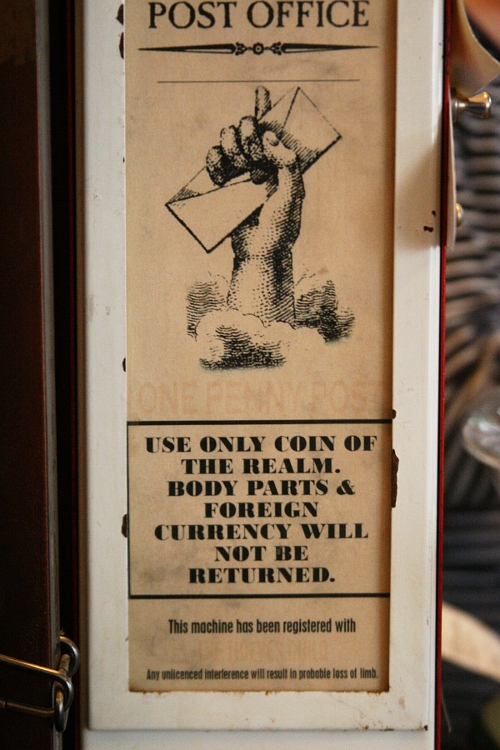 POST OFFICE
ONE PENNY POST
USE ONLY COIN OF
THE REALM.
BODY PARTS &
FOREIGN
CURRENCY WILL
NOT BE
RETURNED.
This machine has been registered with
Any unlicenced interference will result in probable loss of limb.